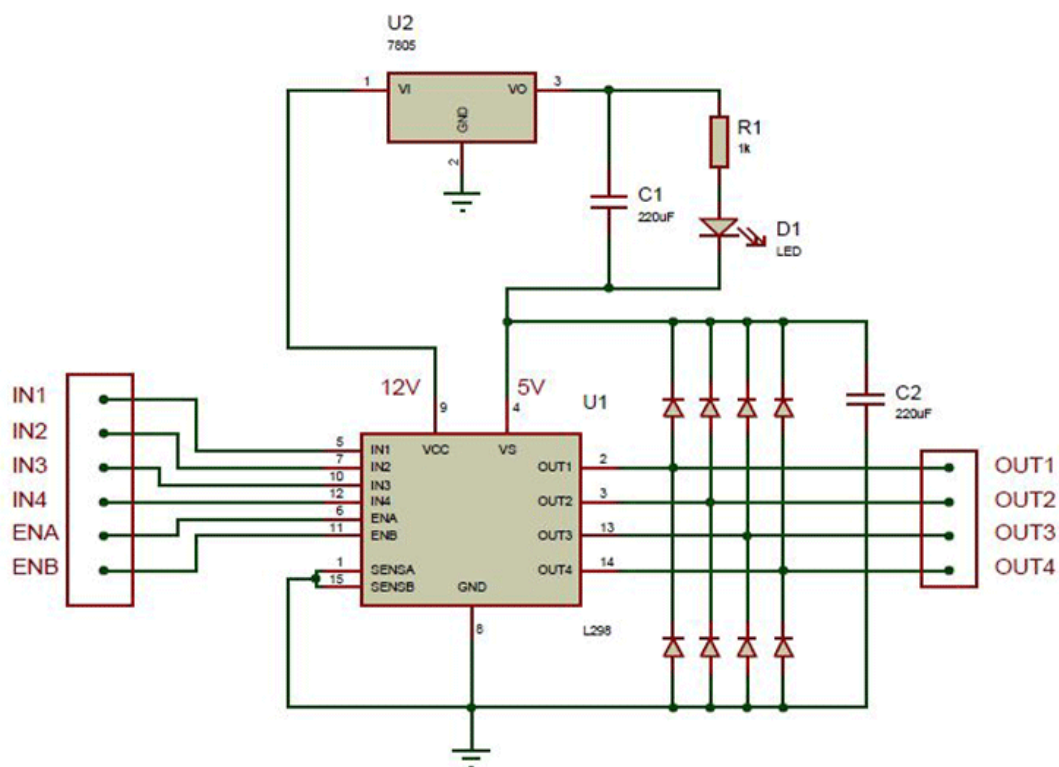 U2
7805
1
VI
VO
3
GND
2
R1
1k
C1
220uF
D1
LED
12V
5V
9
4
U1
C2
220uF
IN1
IN2
IN3
IN4
ENA
ENB
5
7
10
12
6
11
1
15
IN1
IN2
IN3
IN4
ENA
ENB
SENSA
SENSB
VCC
VS
OUT1
OUT2
OUT3
OUT4
GND
2
3
13
14
8
L298
OUT1
OUT2
OUT3
OUT4